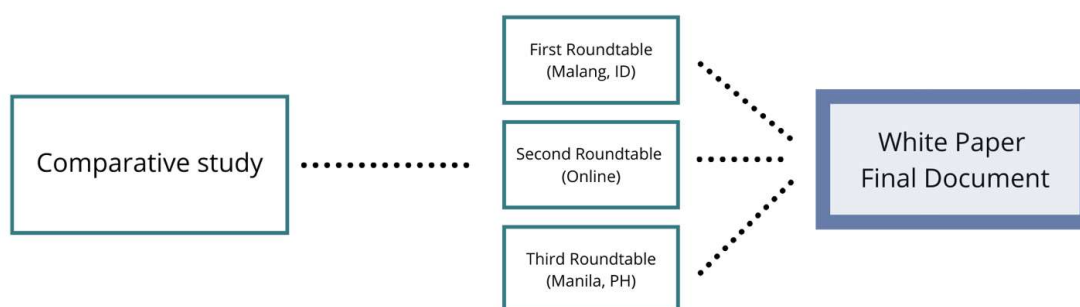 Comparative study
First Roundtable
(Malang, ID)
Second Roundtable
(Online)
Third Roundtable
(Manila, PH)
White Paper
Final Document